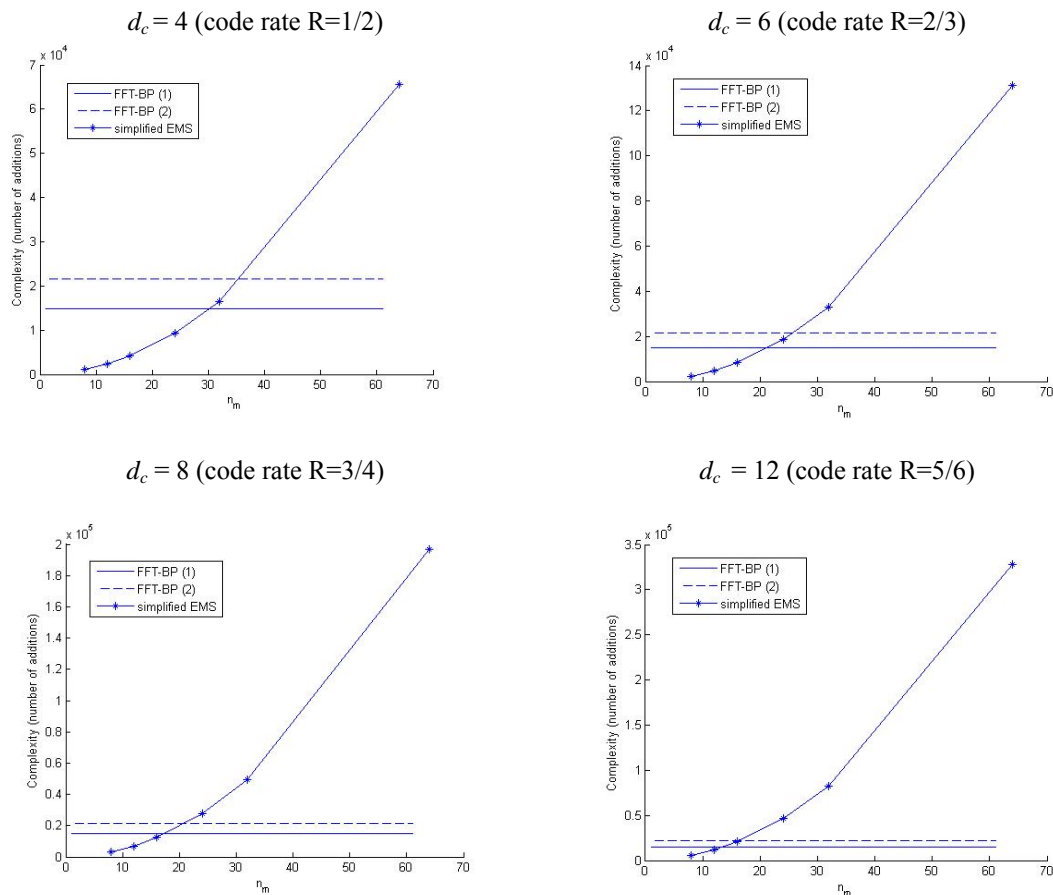 d_c = 4 (code rate R=1/2)
x 10^4
7
6
5
4
3
2
1
0
Complexity (number of additions)
FFT-BP (1)
FFT-BP (2)
simplified EMS
0 10 20 30 40 50 60 70
n_m
d_c = 6 (code rate R=2/3)
x 10^4
14
12
10
8
6
4
2
0
Complexity (number of additions)
FFT-BP (1)
FFT-BP (2)
simplified EMS
0 10 20 30 40 50 60 70
n_m
d_c = 8 (code rate R=3/4)
x 10^5
2
1.8
1.6
1.4
1.2
1
0.8
0.6
0.4
0.2
0
Complexity (number of additions)
FFT-BP (1)
FFT-BP (2)
simplified EMS
0 10 20 30 40 50 60 70
n_m
d_c = 12 (code rate R=5/6)
x 10^5
3.5
3
2.5
2
1.5
1
0.5
0
Complexity (number of additions)
FFT-BP (1)
FFT-BP (2)
simplified EMS
0 10 20 30 40 50 60 70
n_m